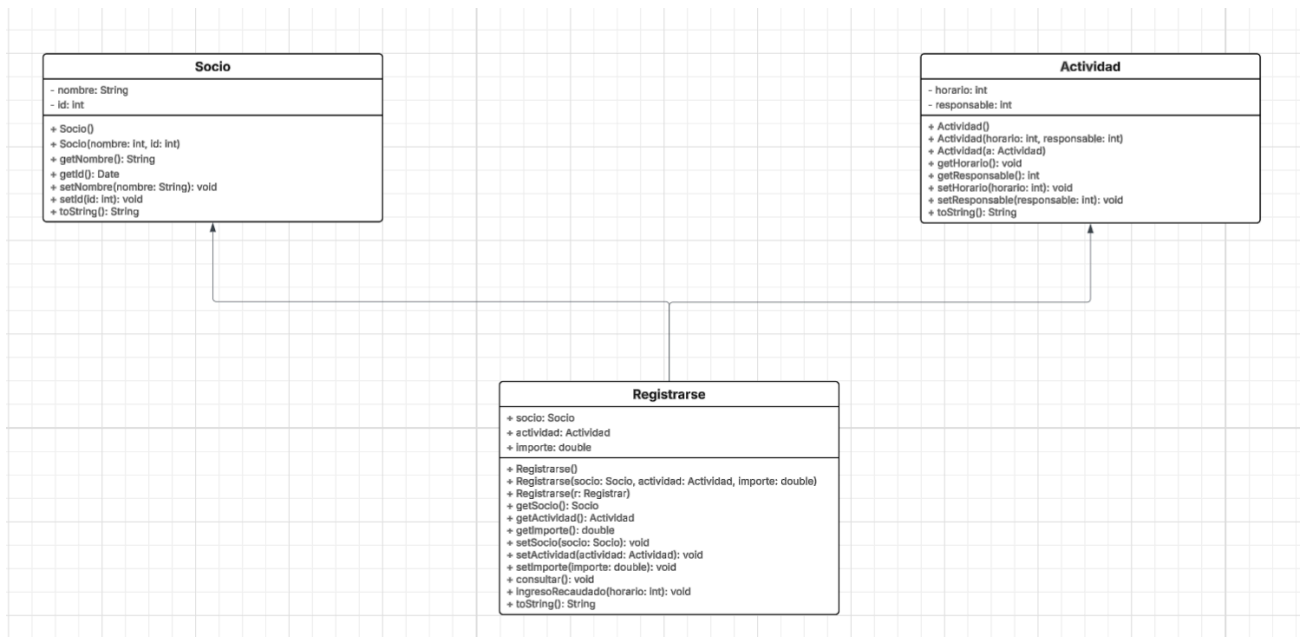 Socio
- nombre: String
- id: int
+ Socio()
+ Socio(nombre: int, id: int)
+ getNombre(): String
+ getId(): Date
+ setNombre(nombre: String): void
+ setId(id: int): void
+ toString(): String
Actividad
- horario: int
- responsable: int
+ Actividad()
+ Actividad(horario: int, responsable: int)
+ Actividad(a: Actividad)
+ getHorario(): void
+ getResponsable(): int
+ setHorario(horario: int): void
+ setResponsable(responsable: int): void
+ toString(): String
Registrarse
+ socio: Socio
+ actividad: Actividad
+ importe: double
+ Registrarse()
+ Registrarse(socio: Socio, actividad: Actividad, importe: double)
+ Registrarse(r: Registrar)
+ getSocio(): Socio
+ getActividad(): Actividad
+ getImporte(): double
+ setSocio(socio: Socio): void
+ setActividad(actividad: Actividad): void
+ setImporte(importe: double): void
+ consultar(): void
+ ingresoRecaudado(horario: int): void
+ toString(): String